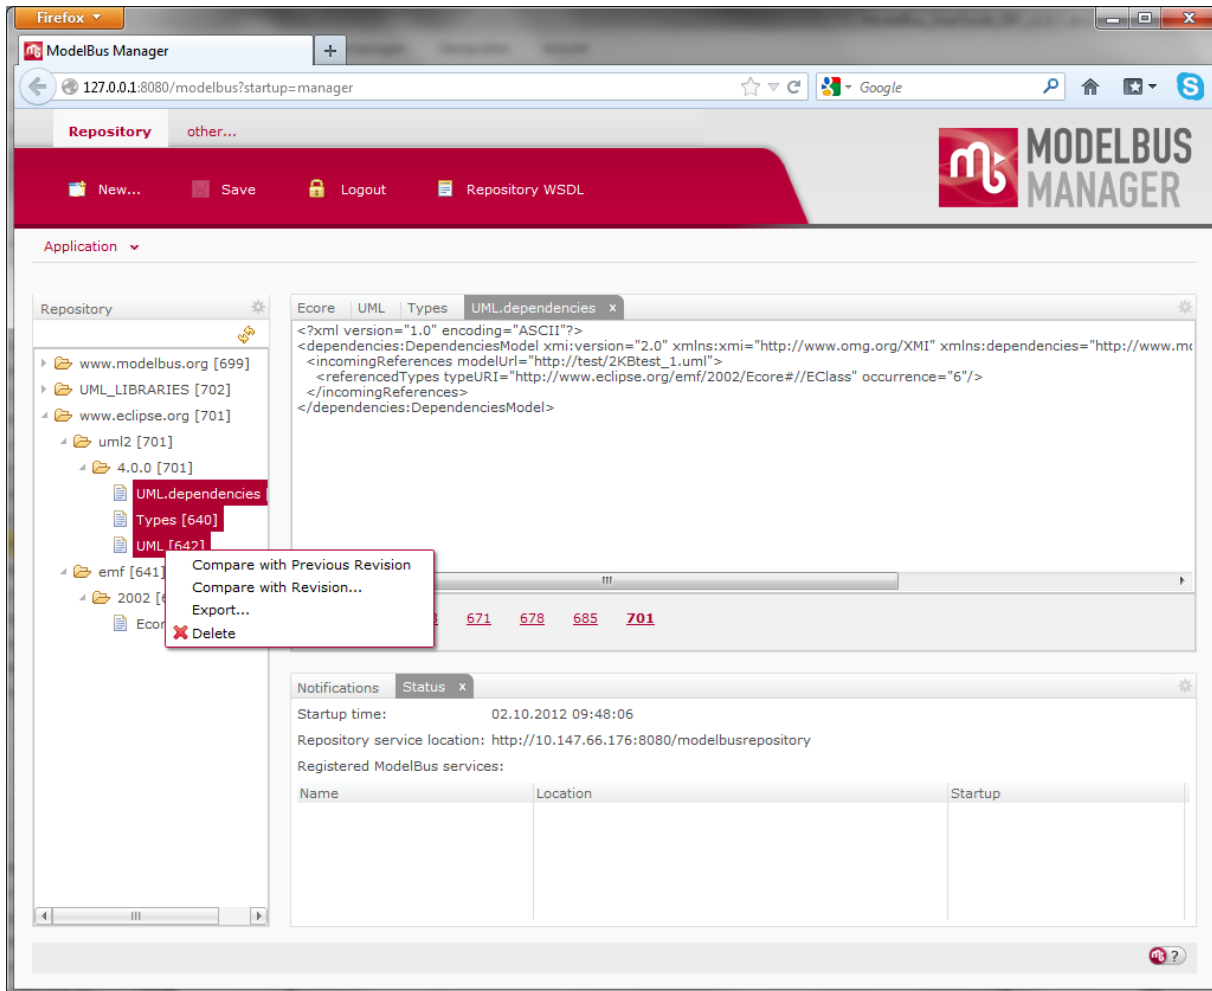 Firefox
ModelBus Manager
127.0.0.1:8080/modelbus?startup=manager
Google
Repository other...
MODELBUS
MANAGER
New... Save Logout Repository WSDL
Application
Repository
www.modelbus.org [699]
UML_LIBRARIES [702]
www.eclipse.org [701]
uml2 [701]
4.0.0 [701]
UML.dependencies [
Types [640]
UML [642]
emf [641]
2002 [6
Ecor
Compare with Previous Revision
Compare with Revision...
Export...
Delete
Ecore UML Types UML.dependencies x
<?xml version="1.0" encoding="ASCII"?>
<dependencies:DependenciesModel xmi:version="2.0" xmlns:xmi="http://www.omg.org/XMI" xmlns:dependencies="http://www.mo
<incomingReferences modelUrl="http://test/2KBtest_1.uml">
<referencedTypes typeURI="http://www.eclipse.org/emf/2002/Ecore#//EClass" occurrence="6"/>
</incomingReferences>
</dependencies:DependenciesModel>
671 678 685 701
Notifications Status x
Startup time: 02.10.2012 09:48:06
Repository service location: http://10.147.66.176:8080/modelbusrepository
Registered ModelBus services:
Name Location Startup
?